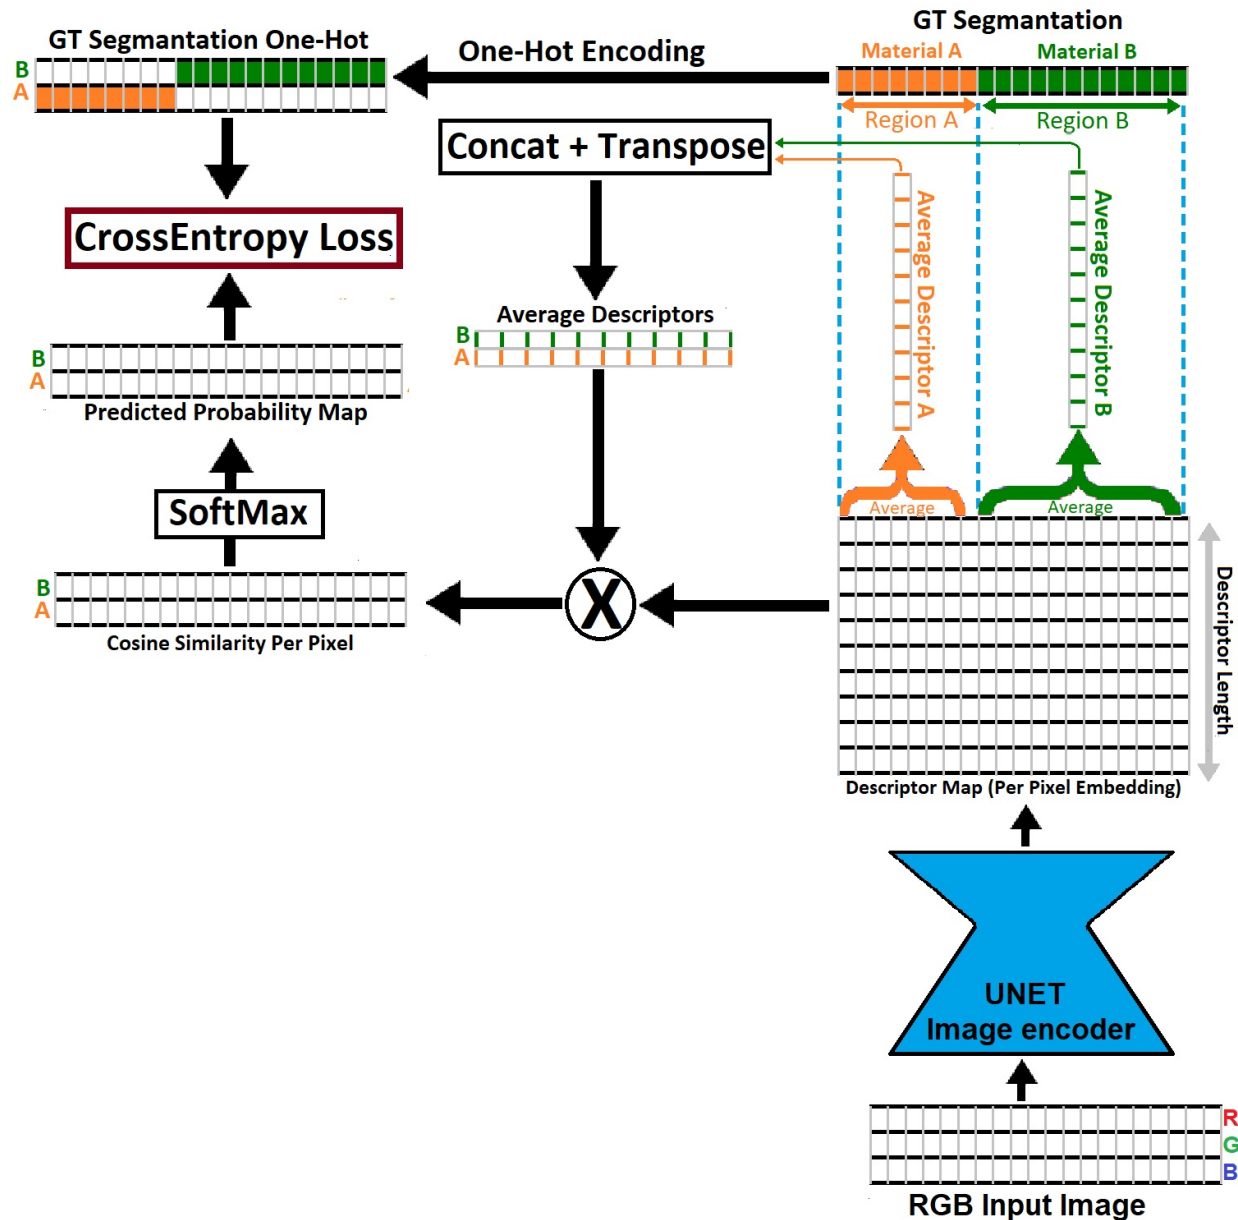 GT Segmantation
GT Segmantation One-Hot
One-Hot Encoding
Material A
Material B
B
A
Region A
Region B
Concat + Transpose
CrossEntropy Loss
Average Descriptor A
Average Descriptor B
Average Descriptors
B
A
B
A
Predicted Probability Map
SoftMax
Average
Average
B
A
X
Cosine Similarity Per Pixel
Descriptor Length
Descriptor Map (Per Pixel Embedding)
UNET
Image encoder
R
G
B
RGB Input Image